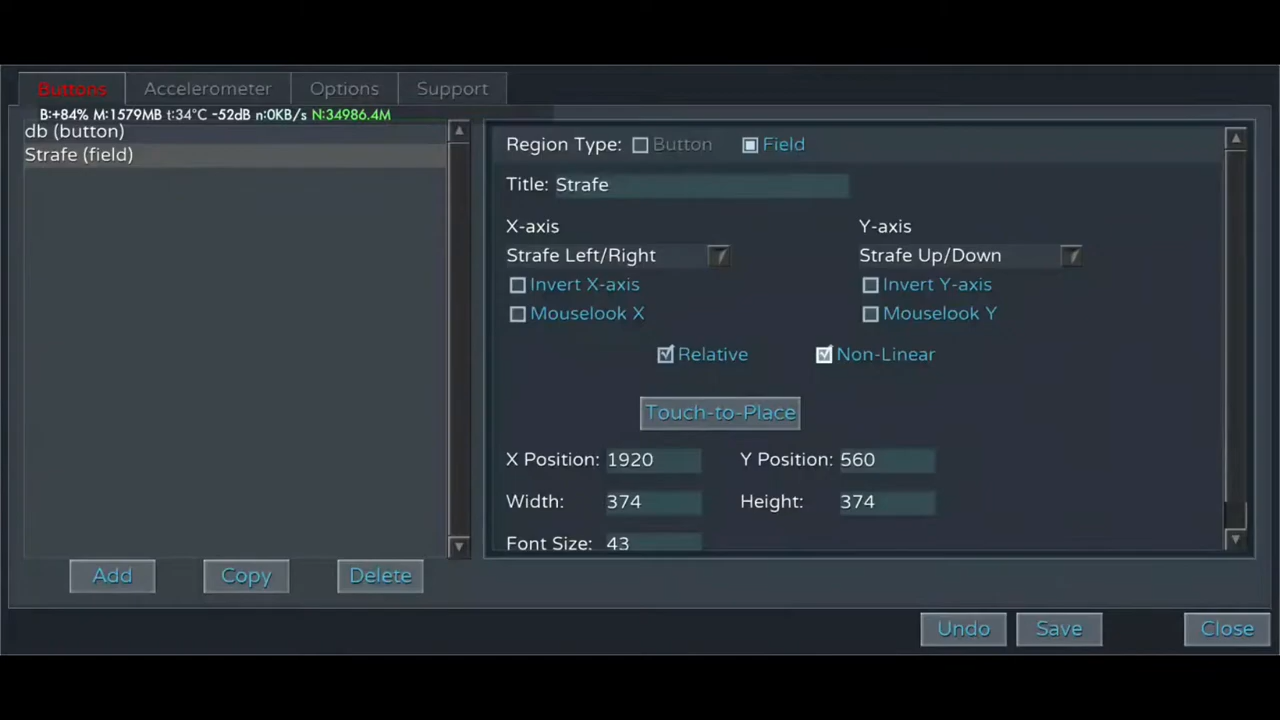 Buttons Accelerometer Options Support
B:+84% M:1579MB t:34°C -52dB n:0KB/s N:34986.4M
db (button)
Strafe (field)
Region Type: Button Field
Title: Strafe
X-axis Y-axis
Strafe Left/Right Strafe Up/Down
Invert X-axis Invert Y-axis
Mouselook X Mouselook Y
Relative Non-Linear
Touch-to-Place
X Position: 1920 Y Position: 560
Width: 374 Height: 374
Font Size: 43
Add Copy Delete
Undo Save Close